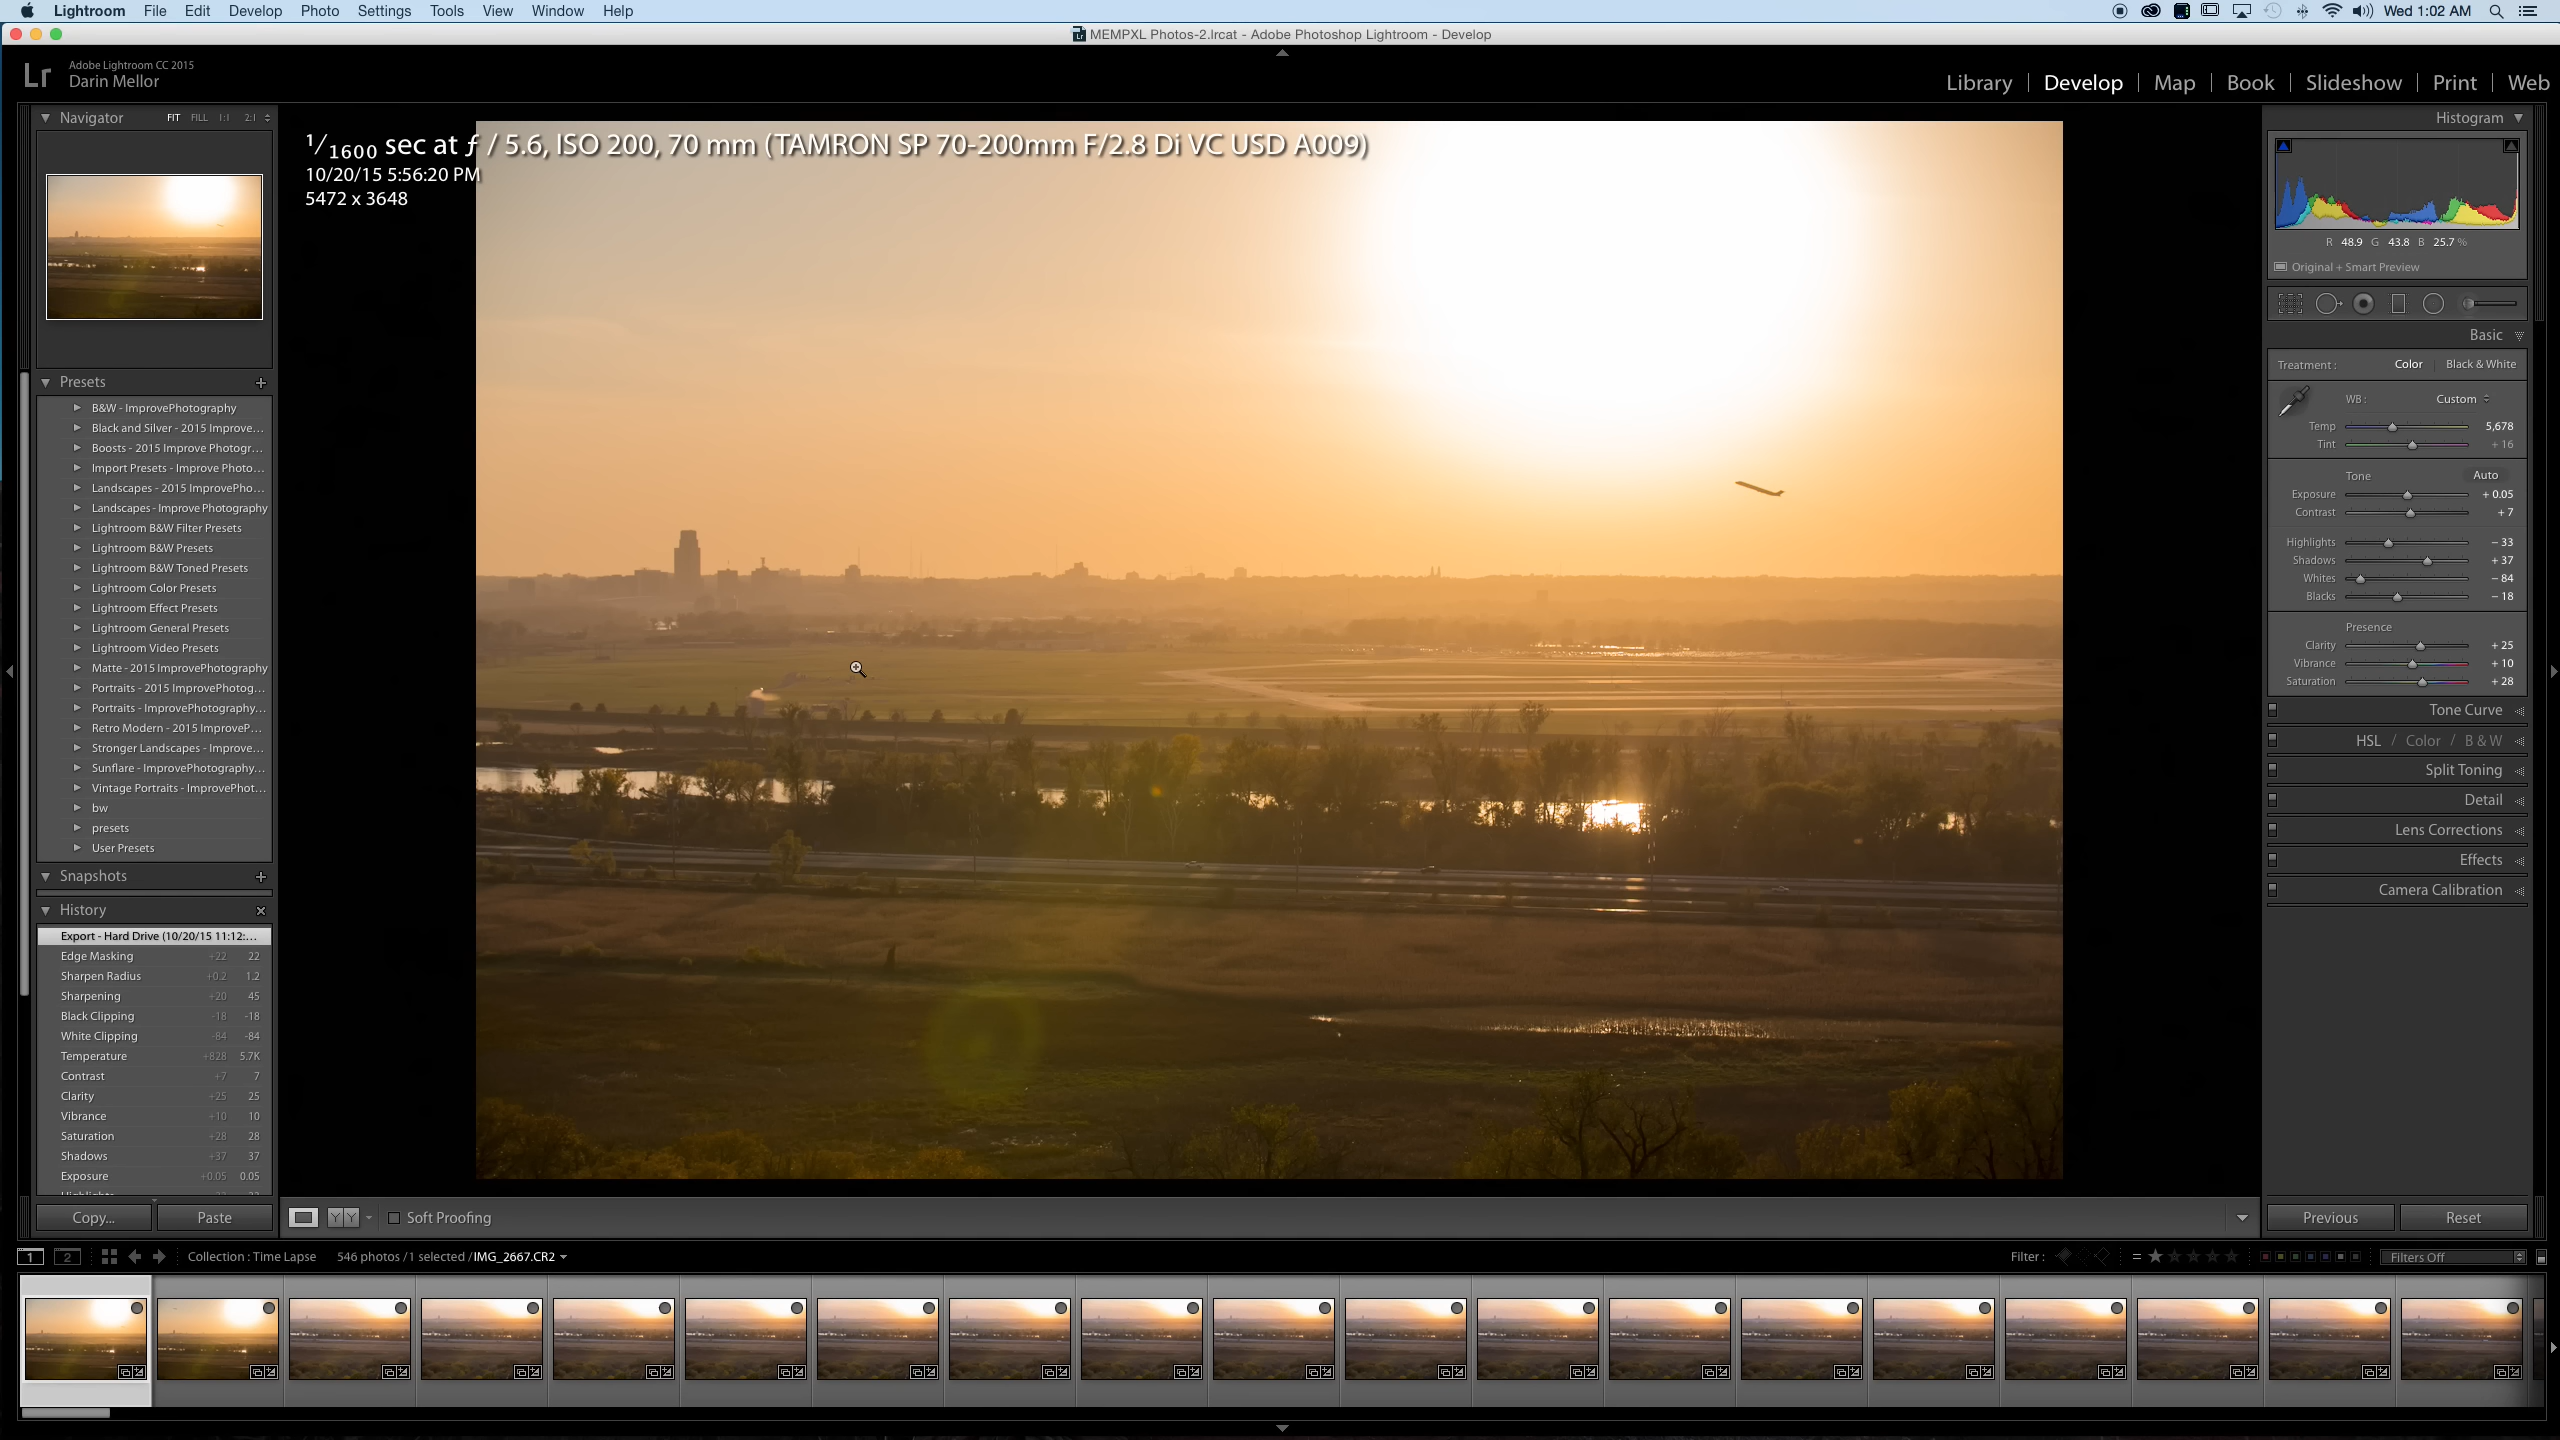 Lightroom File Edit Develop Photo Settings Tools View Window Help Wed 1:02 AM
MEMPXL Photos-2.lrcat - Adobe Photoshop Lightroom - Develop
Lr Adobe Lightroom CC 2015
Darin Mellor
Library | Develop | Map | Book | Slideshow | Print | Web
Navigator FIT FILL 1:1 2:1
Presets
B&W - ImprovePhotography
Black and Silver - 2015 Improve...
Boosts - 2015 Improve Photogr...
Import Presets - Improve Photo...
Landscapes - 2015 ImprovePho...
Landscapes - Improve Photography
Lightroom B&W Filter Presets
Lightroom B&W Presets
Lightroom B&W Toned Presets
Lightroom Color Presets
Lightroom Effect Presets
Lightroom General Presets
Lightroom Video Presets
Matte - 2015 ImprovePhotography
Portraits - 2015 ImprovePhotog...
Portraits - ImprovePhotography...
Retro Modern - 2015 ImproveP...
Stronger Landscapes - Improve...
Sunflare - ImprovePhotography...
Vintage Portraits - ImprovePhot...
bw
presets
User Presets
Snapshots
History
Export - Hard Drive (10/20/15 11:12:...
Edge Masking +22 22
Sharpen Radius +0.2 1.2
Sharpening +20 45
Black Clipping -18 -18
White Clipping -84 -84
Temperature +828 5.7K
Contrast +7 7
Clarity +25 25
Vibrance +10 10
Saturation +28 28
Shadows +37 37
Exposure +0.05 0.05
Copy... Paste
1/1600 sec at ƒ / 5.6, ISO 200, 70 mm (TAMRON SP 70-200mm F/2.8 Di VC USD A009)
10/20/15 5:56:20 PM
5472 x 3648
Soft Proofing
Histogram
R 48.9 G 43.8 B 25.7 %
Original + Smart Preview
Basic
Treatment : Color | Black & White
WB : Custom
Temp 5,678
Tint + 16
Tone Auto
Exposure + 0.05
Contrast + 7
Highlights − 33
Shadows + 37
Whites − 84
Blacks − 18
Presence
Clarity + 25
Vibrance + 10
Saturation + 28
Tone Curve
HSL / Color / B & W
Split Toning
Detail
Lens Corrections
Effects
Camera Calibration
Previous Reset
1 2 Collection : Time Lapse 546 photos / 1 selected / IMG_2667.CR2 Filter : Filters Off